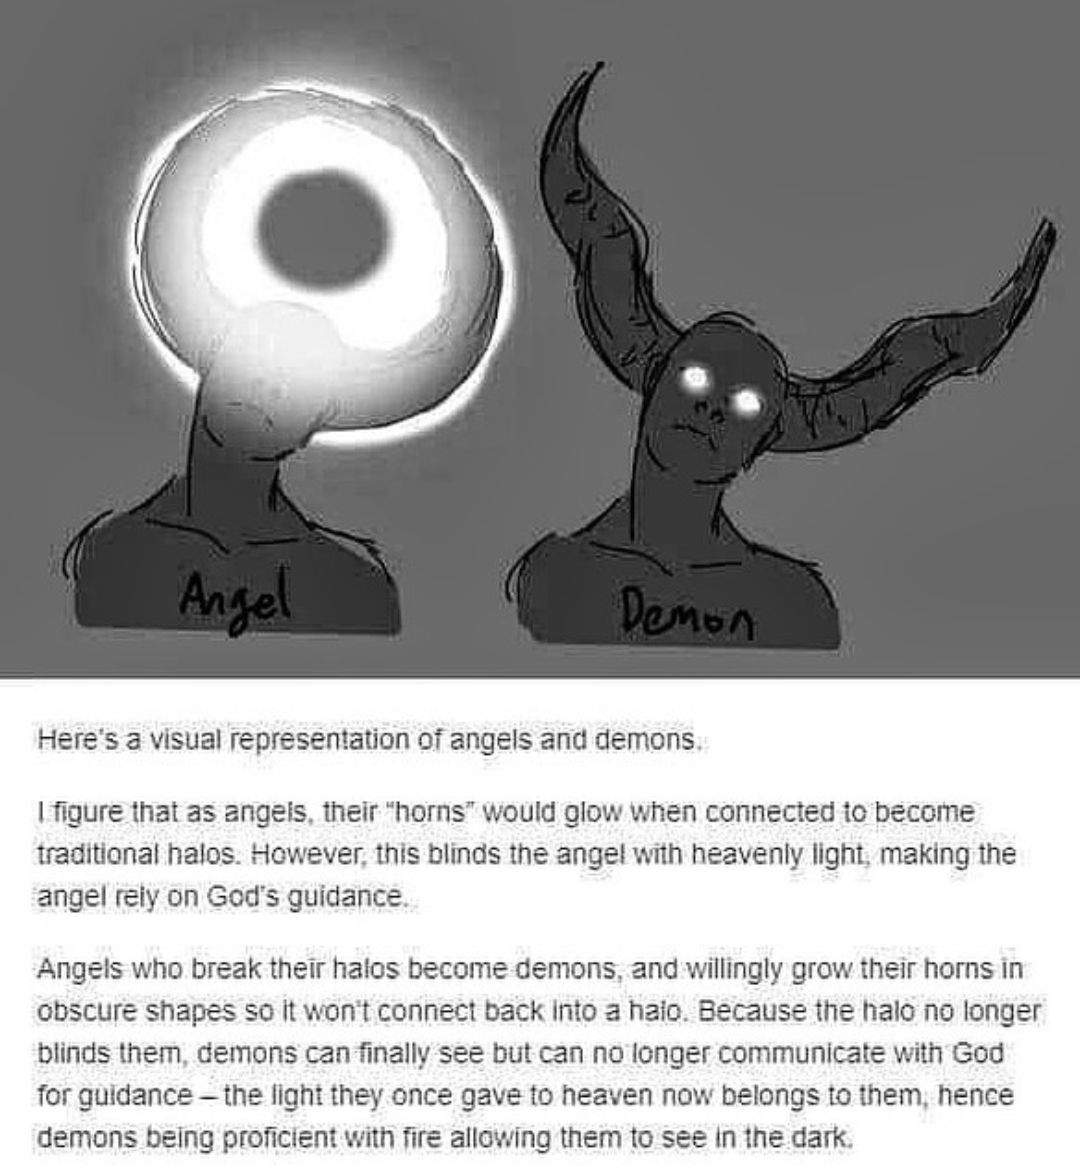 Angel
Demon
Here's a visual representation of angels and demons.
I figure that as angels, their "horns" would glow when connected to become
traditional halos. However, this blinds the angel with heavenly light, making the
angel rely on God's guidance.
Angels who break their halos become demons, and willingly grow their horns in
obscure shapes so it won't connect back into a halo. Because the halo no longer
blinds them, demons can finally see but can no longer communicate with God
for guidance – the light they once gave to heaven now belongs to them, hence
demons being proficient with fire allowing them to see in the dark.